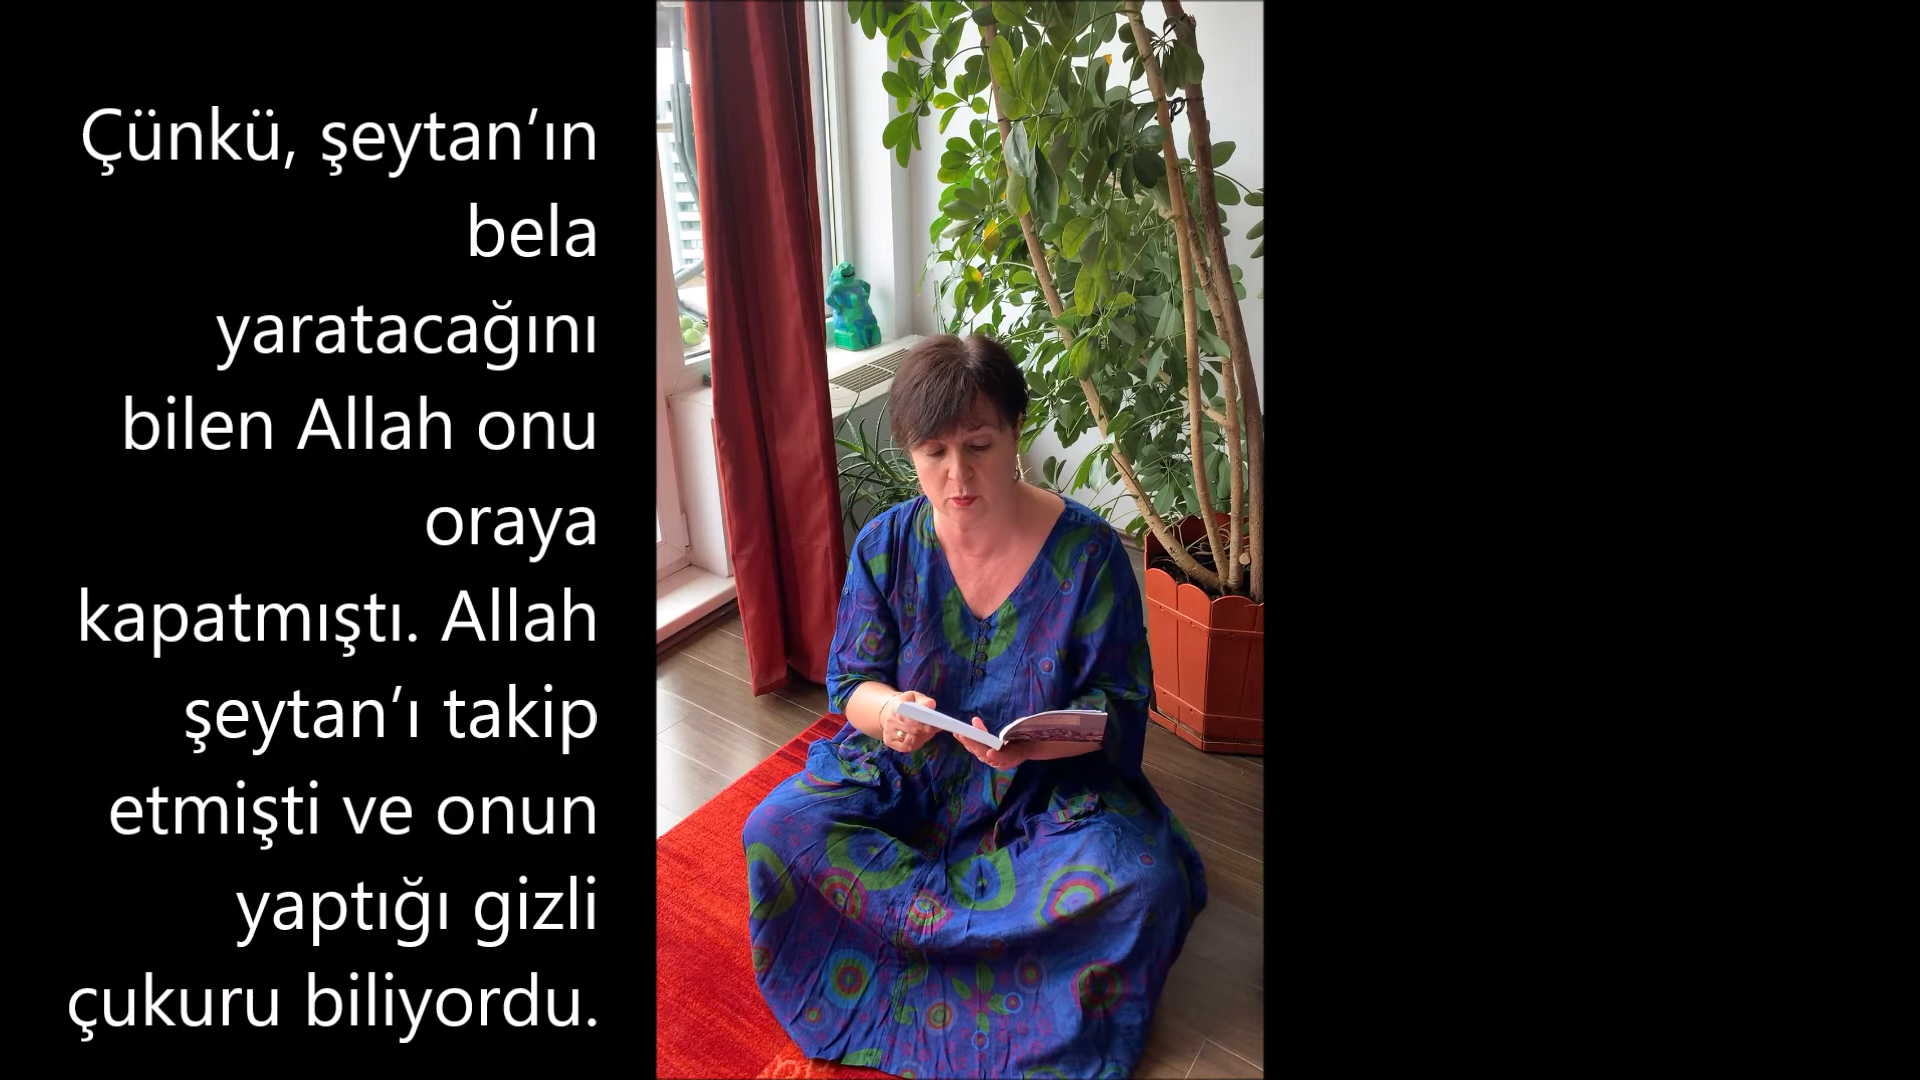 Çünkü, şeytan’ın
bela
yaratacağını
bilen Allah onu
oraya
kapatmıştı. Allah
şeytan’ı takip
etmişti ve onun
yaptığı gizli
çukuru biliyordu.